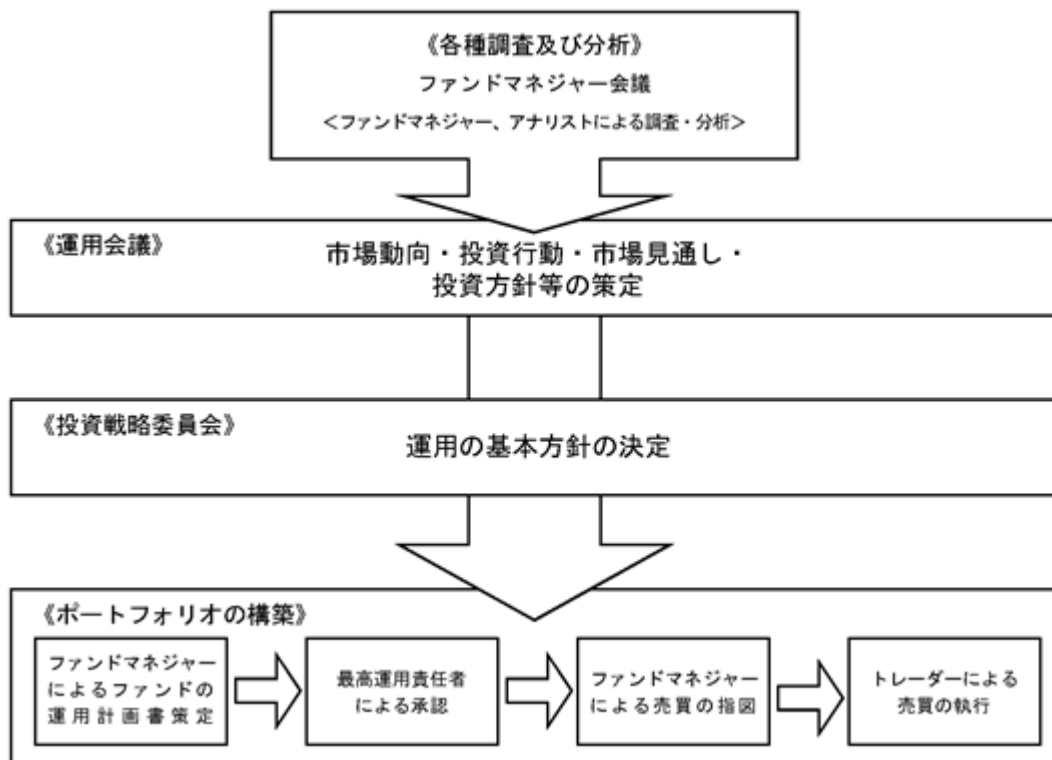 《各種調査及び分析》
ファンドマネジャー会議
＜ファンドマネジャー、アナリストによる調査・分析＞
《運用会議》
市場動向・投資行動・市場見通し・
投資方針等の策定
《投資戦略委員会》
運用の基本方針の決定
《ポートフォリオの構築》
ファンドマネジャー
によるファンドの
運用計画書策定
最高運用責任者
による承認
ファンドマネジャー
による売買の指図
トレーダーによる
売買の執行